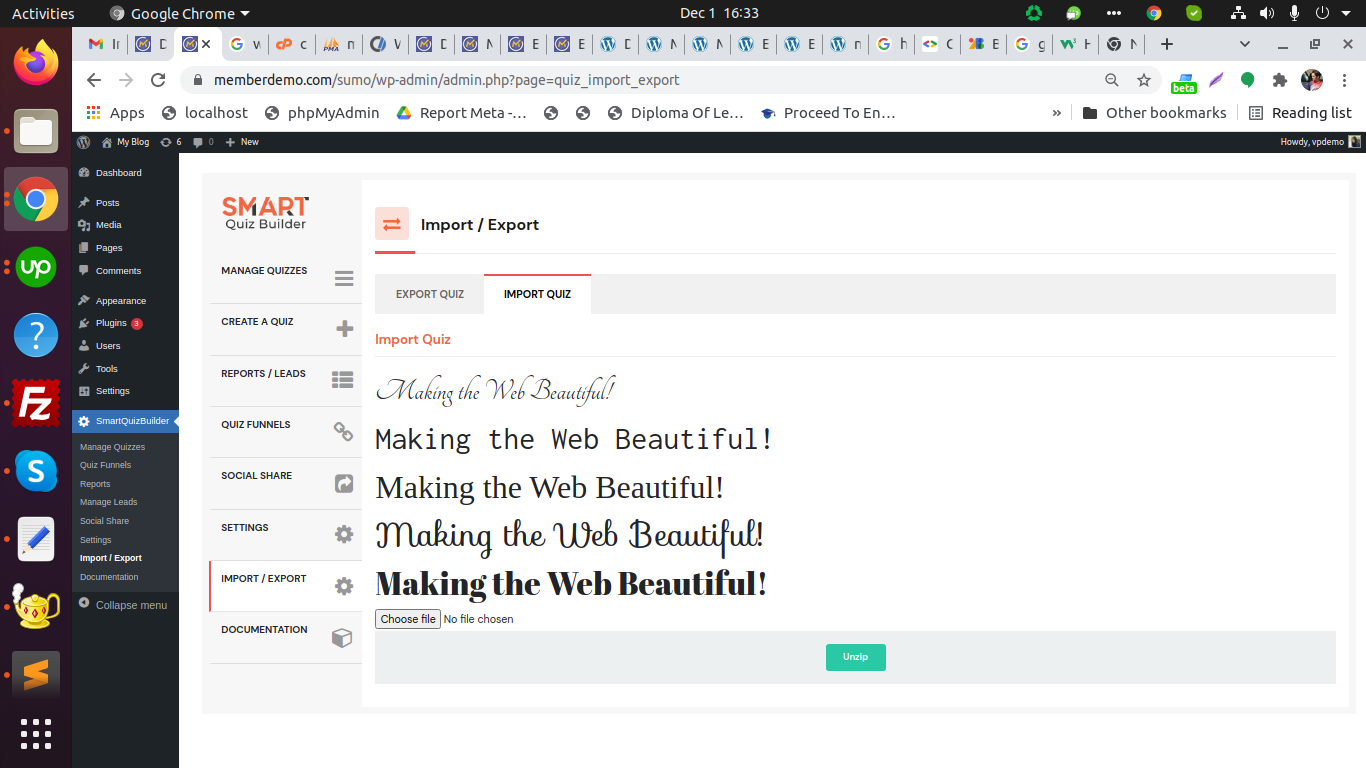 Activities
Google Chrome
Dec 1 16:33
memberdemo.com/sumo/wp-admin/admin.php?page=quiz_import_export
beta
Apps
localhost
phpMyAdmin
Report Meta -…
Diploma Of Le…
Proceed To En…
»
Other bookmarks
Reading list
My Blog
6
0
New
Howdy, vpdemo
Dashboard
Posts
Media
Pages
Comments
Appearance
Plugins 3
Users
Tools
Settings
SmartQuizBuilder
Manage Quizzes
Quiz Funnels
Reports
Manage Leads
Social Share
Settings
Import / Export
Documentation
Collapse menu
SMART
Quiz Builder
MANAGE QUIZZES
CREATE A QUIZ
REPORTS / LEADS
QUIZ FUNNELS
SOCIAL SHARE
SETTINGS
IMPORT / EXPORT
DOCUMENTATION
Import / Export
EXPORT QUIZ
IMPORT QUIZ
Import Quiz
Making the Web Beautiful!
Making the Web Beautiful!
Making the Web Beautiful!
Making the Web Beautiful!
Making the Web Beautiful!
Choose file No file chosen
Unzip